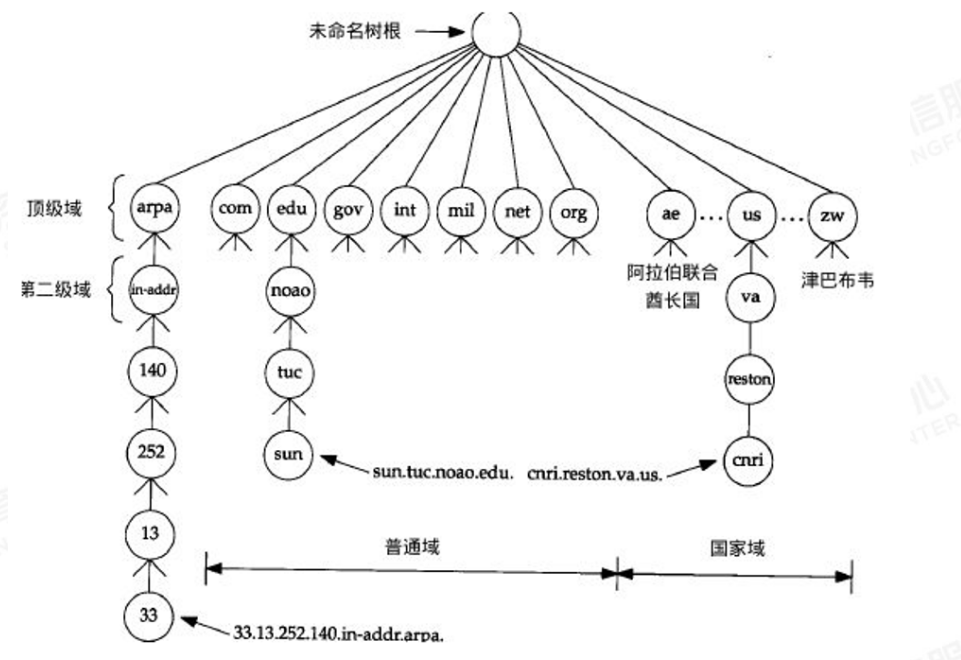 未命名树根
顶级域
arpa
com
edu
gov
int
mil
net
org
ae
...
us
...
zw
第二级域
in-addr
noao
阿拉伯联合
酋长国
va
津巴布韦
140
tuc
reston
252
sun
cnri
sun.tuc.noao.edu.
cnri.reston.va.us.
13
普通域
国家域
33
33.13.252.140.in-addr.arpa.